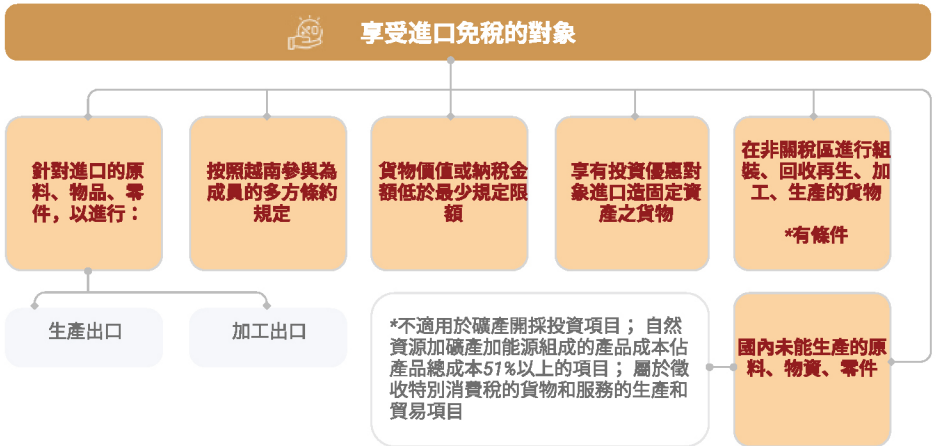 享受進口免稅的對象
針對進口的原
料、物品、零
件，以進行：
按照越南參與為
成員的多方條約
規定
貨物價值或納稅金
額低於最少規定限
額
享有投資優惠對
象進口造固定資
產之貨物
在非關稅區進行組
裝、回收再生、加
工、生產的貨物
*有條件
生產出口
加工出口
*不適用於礦產開採投資項目； 自然
資源加礦產加能源組成的產品成本佔
產品總成本51%以上的項目； 屬於徵
收特別消費稅的貨物和服務的生產和
貿易項目
國內未能生產的原
料、物資、零件